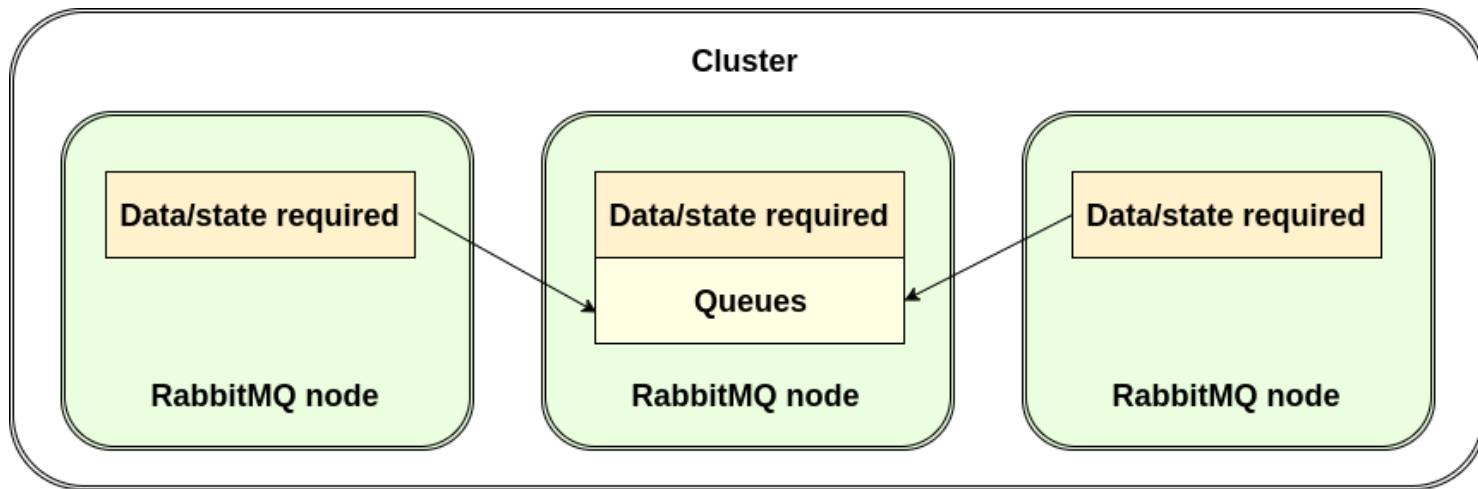 Cluster
Data/state required
Data/state required
Data/state required
Queues
RabbitMQ node
RabbitMQ node
RabbitMQ node